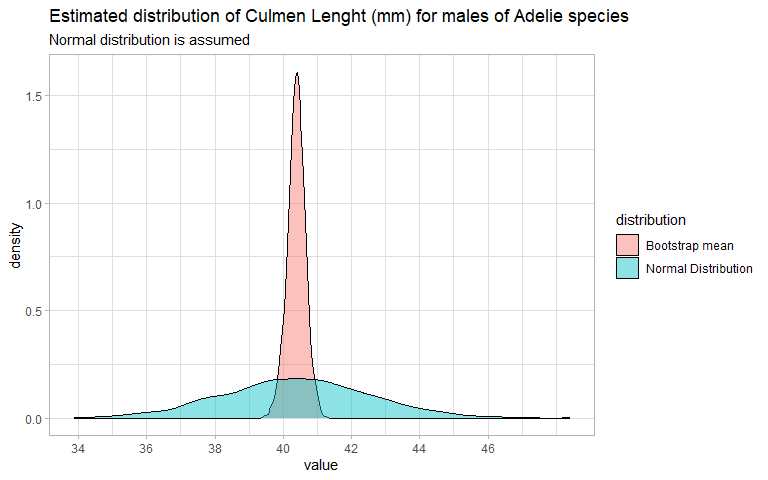 Estimated distribution of Culmen Lenght (mm) for males of Adelie species
Normal distribution is assumed
1.5
1.0
0.5
0.0
density
34 36 38 40 42 44 46
value
distribution
Bootstrap mean
Normal Distribution